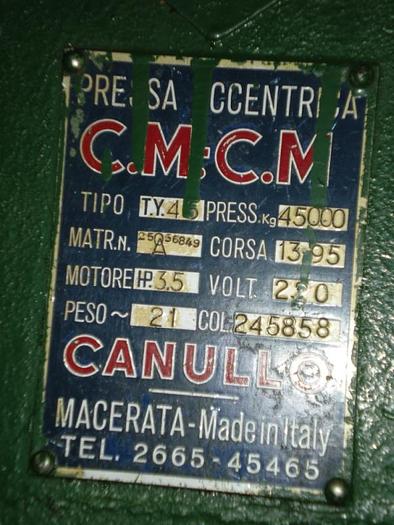 PRESSA ECCENTRICA
C.M:C.M
TIPO T.Y.45 PRESS.Kg 45000
MATR.N. 25056849 A CORSA 13-95
MOTORE HP. 3.5 VOLT. 220
PESO ~ 21 COL. 245858
CANULLO
MACERATA-Made in Italy
TEL. 2665-45465